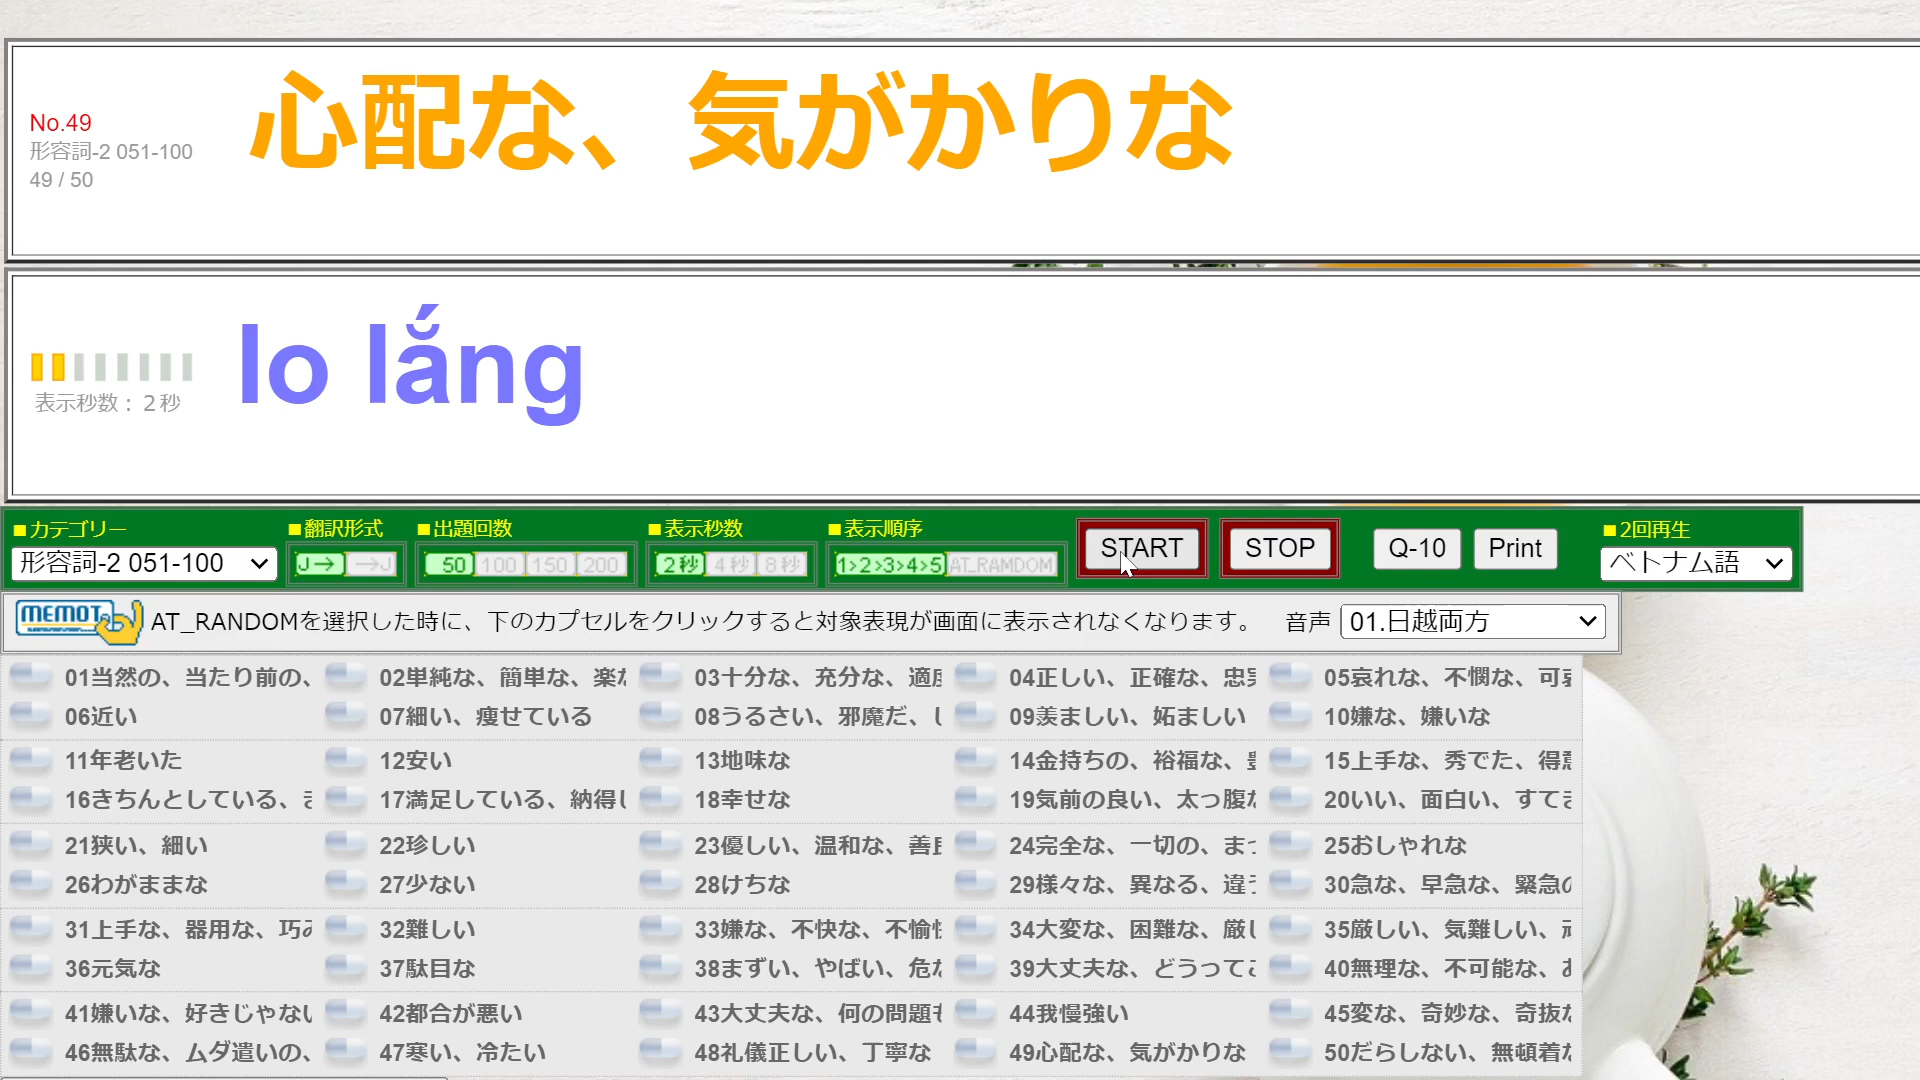 心配な、気がかりな
No.49
形容詞-2 051-100
49 / 50
lo lắng
表示秒数：２秒
■カテゴリー ■翻訳形式 ■出題回数 ■表示秒数 ■表示順序 ■2回再生
形容詞-2 051-100 J→ →J 50 100 150 200 2秒 4秒 8秒 1>2>3>4>5 AT_RAMDOM START STOP Q-10 Print ベトナム語
MEMOT AT_RANDOMを選択した時に、下のカプセルをクリックすると対象表現が画面に表示されなくなります。 音声 01.日越両方
01当然の、当たり前の、 02単純な、簡単な、楽 03十分な、充分な、適 04正しい、正確な、忠 05哀れな、不憫な、可
06近い 07細い、痩せている 08うるさい、邪魔だ、 09羨ましい、妬ましい 10嫌な、嫌いな
11年老いた 12安い 13地味な 14金持ちの、裕福な、 15上手な、秀でた、得
16きちんとしている、 17満足している、納得 18幸せな 19気前の良い、太っ腹 20いい、面白い、すて
21狭い、細い 22珍しい 23優しい、温和な、善 24完全な、一切の、ま 25おしゃれな
26わがままな 27少ない 28けちな 29様々な、異なる、違 30急な、早急な、緊急
31上手な、器用な、巧 32難しい 33嫌な、不快な、不愉 34大変な、困難な、厳 35厳しい、気難しい、
36元気な 37駄目な 38まずい、やばい、危 39大丈夫な、どうって 40無理な、不可能な、
41嫌いな、好きじゃな 42都合が悪い 43大丈夫な、何の問題 44我慢強い 45変な、奇妙な、奇抜
46無駄な、ムダ遣いの、 47寒い、冷たい 48礼儀正しい、丁寧な 49心配な、気がかりな 50だらしない、無頓着